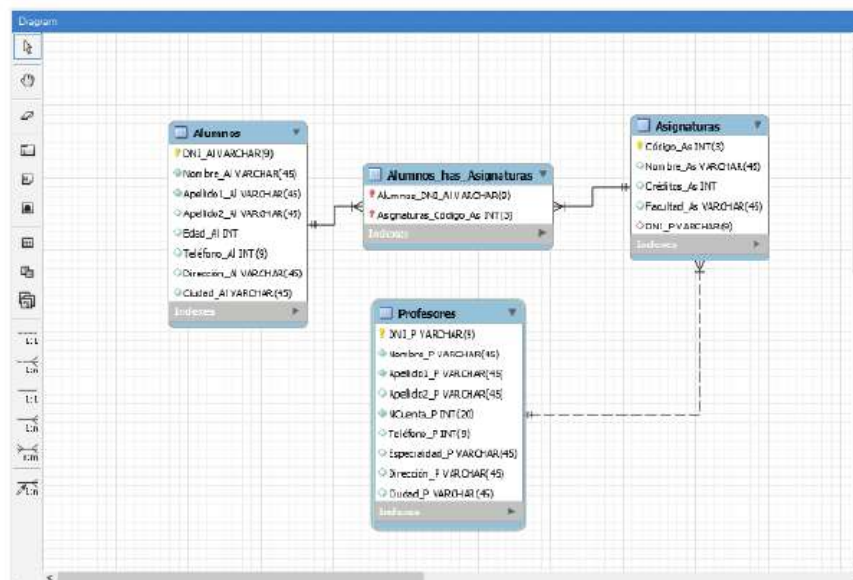 Diagram
Alumnos
DNI_Al VARCHAR(9)
Nombre_Al VARCHAR(45)
Apellido1_Al VARCHAR(45)
Apellido2_Al VARCHAR(45)
Edad_Al INT
Teléfono_Al INT(9)
Dirección_Al VARCHAR(45)
Ciudad_Al VARCHAR(45)
Indexes
Alumnos_has_Asignaturas
Alumnos_DNI_Al VARCHAR(9)
Asignaturas_Código_As INT(3)
Indexes
Asignaturas
Código_As INT(3)
Nombre_As VARCHAR(45)
Créditos_As INT
Facultad_As VARCHAR(45)
DNI_P VARCHAR(9)
Indexes
Profesores
DNI_P VARCHAR(9)
Nombre_P VARCHAR(45)
Apellido1_P VARCHAR(45)
Apellido2_P VARCHAR(45)
NCuenta_P INT(20)
Teléfono_P INT(9)
Especialidad_P VARCHAR(45)
Dirección_P VARCHAR(45)
Ciudad_P VARCHAR(45)
Indexes
1:1
1:n
1:1
1:n
n:m
1:n